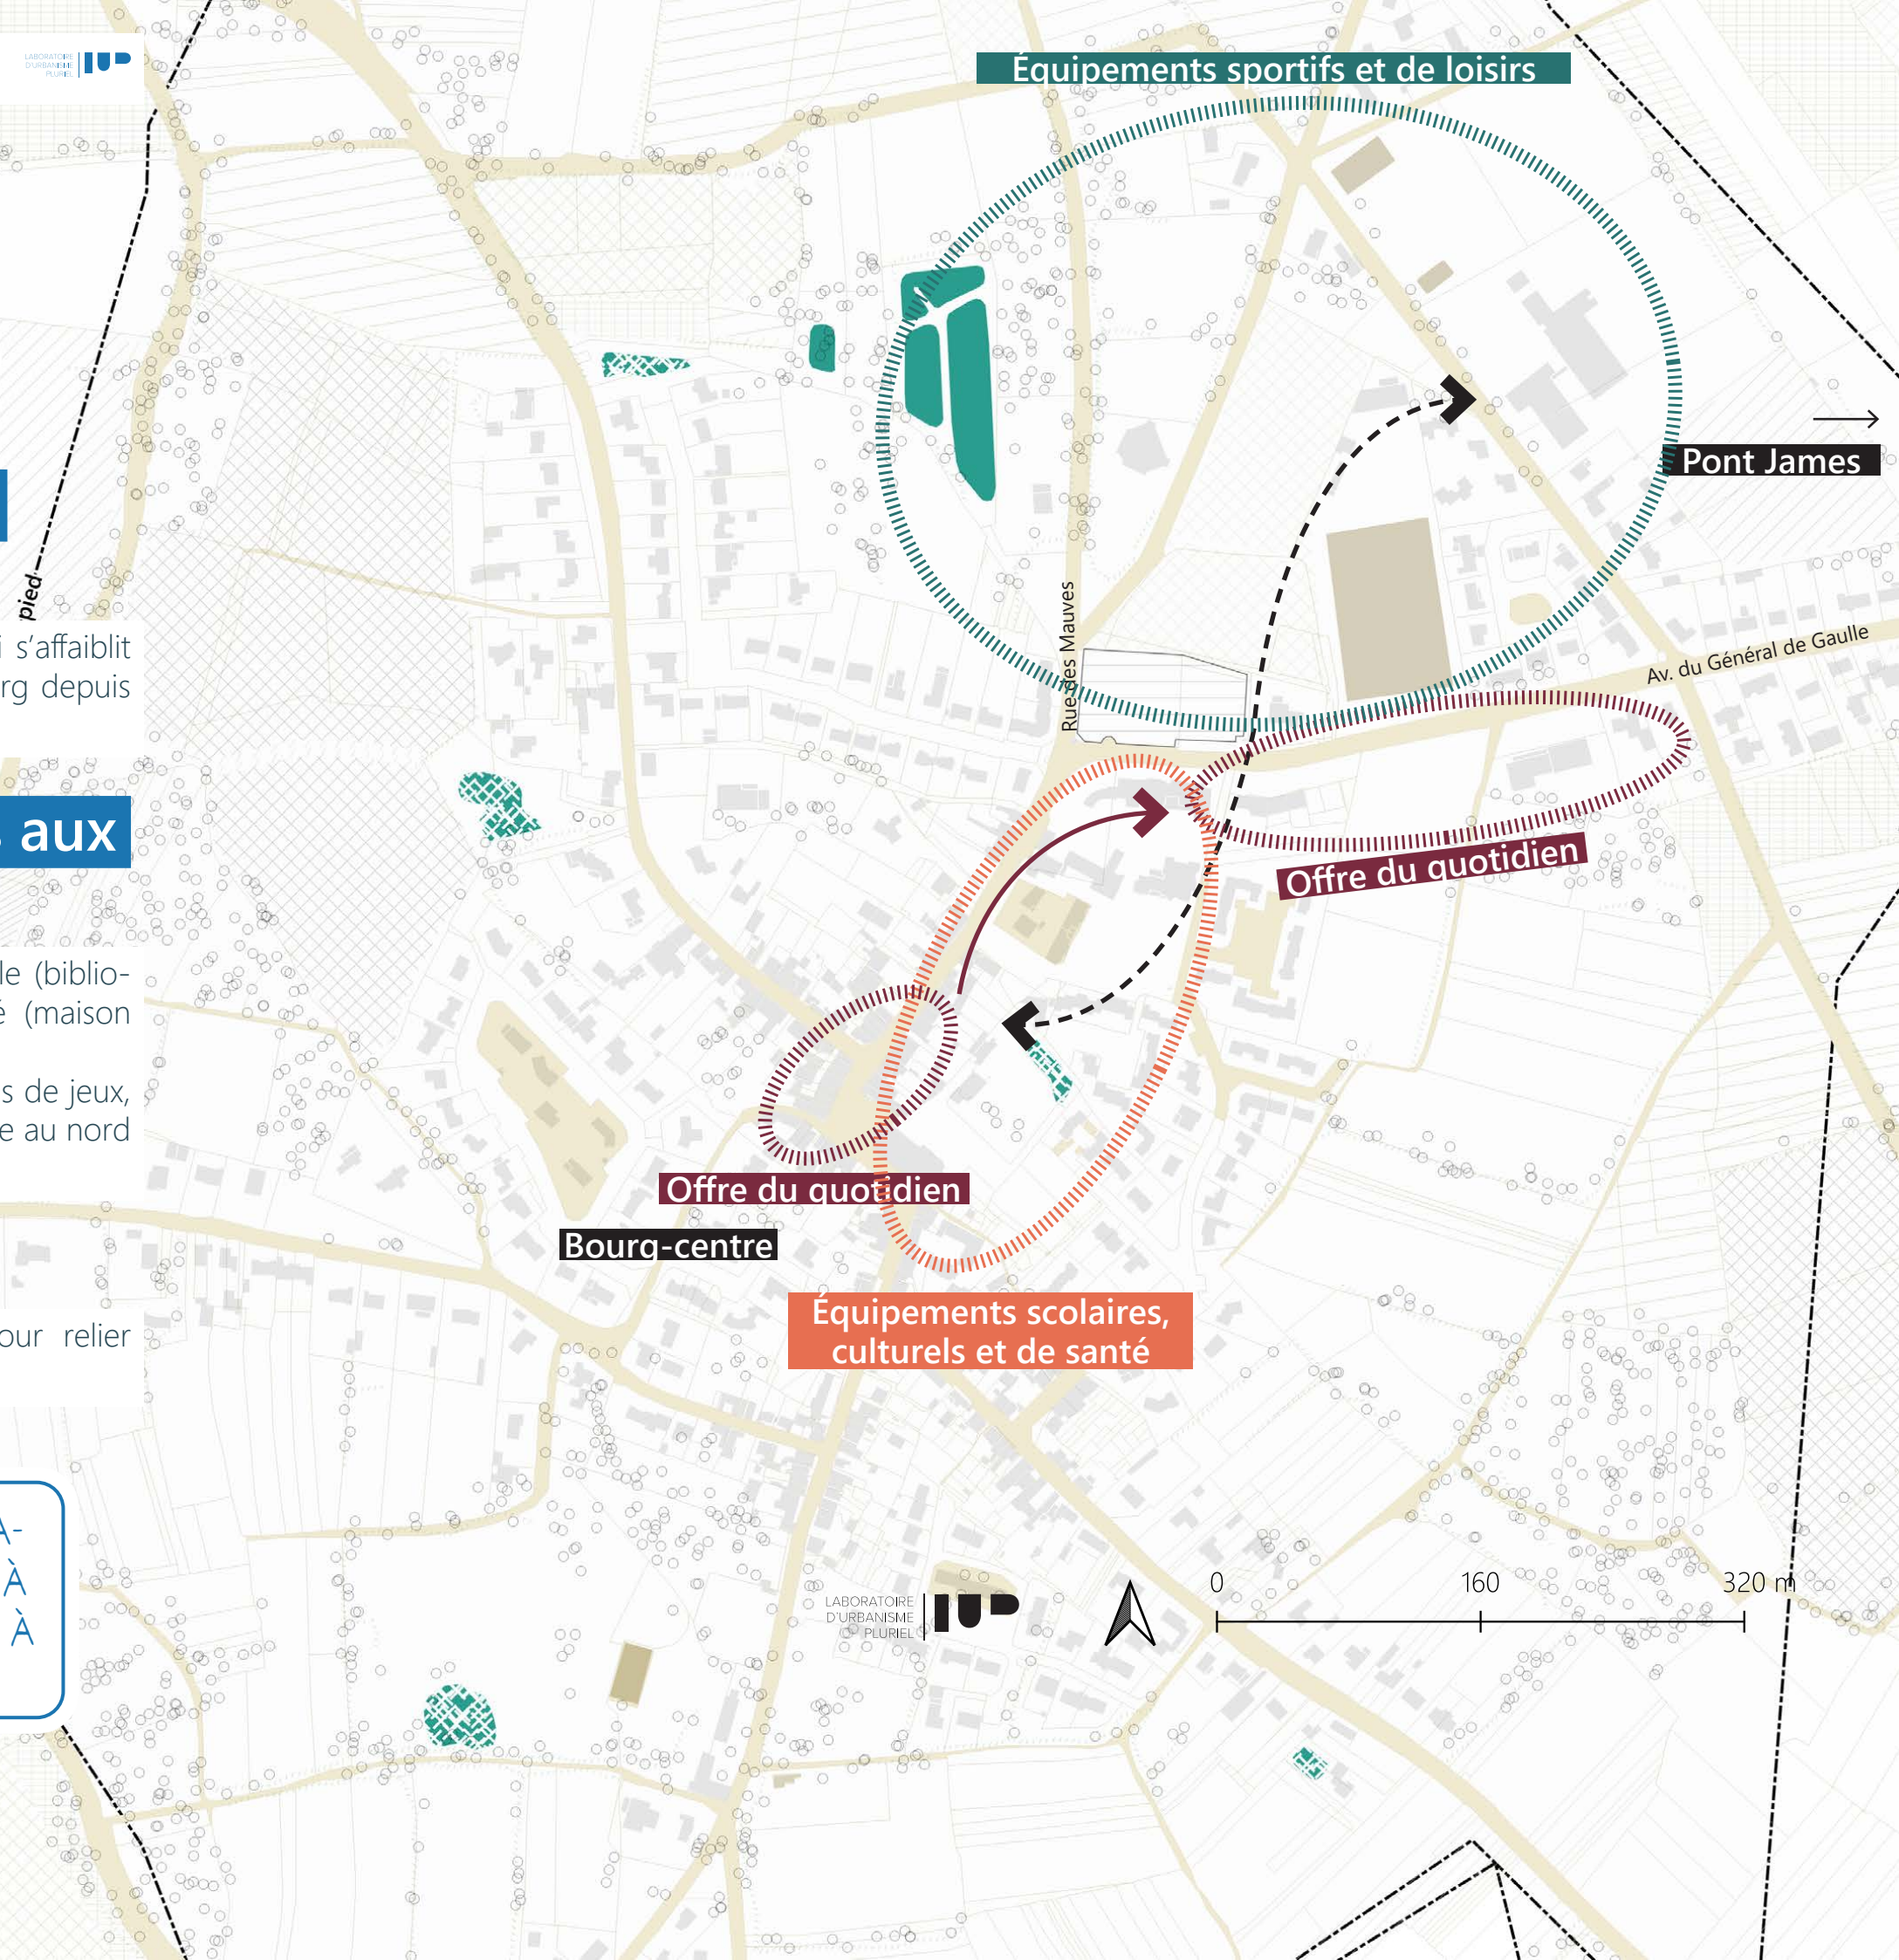 LABORATOIRE
D'URBANISME
PLURIEL
Équipements sportifs et de loisirs
Pont James
pied
Rue des Mauves
i s'affaiblit
rg depuis
Av. du Général de Gaulle
s aux
Offre du quotidien
le (biblio-
é (maison
s de jeux,
e au nord
Offre du quotidien
Bourg-centre
Équipements scolaires,
culturels et de santé
our relier
A-
À
À
0 160 320 m
LABORATOIRE
D'URBANISME
PLURIEL